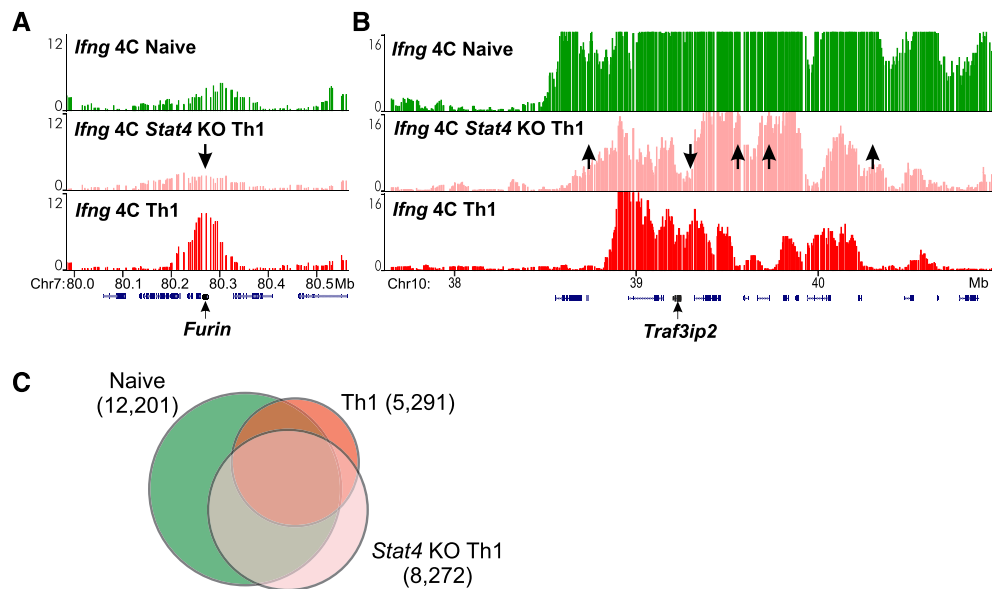 A
12
Ifng 4C Naive
0
12
Ifng 4C Stat4 KO Th1
0
12
Ifng 4C Th1
0
Chr7:80.0 80.1 80.2 80.3 80.4 80.5Mb
Furin
B
16
Ifng 4C Naive
0
16
Ifng 4C Stat4 KO Th1
0
16
Ifng 4C Th1
0
Chr10: 38 39 40 Mb
Traf3ip2
C
Naive
(12,201)
Th1 (5,291)
Stat4 KO Th1
(8,272)